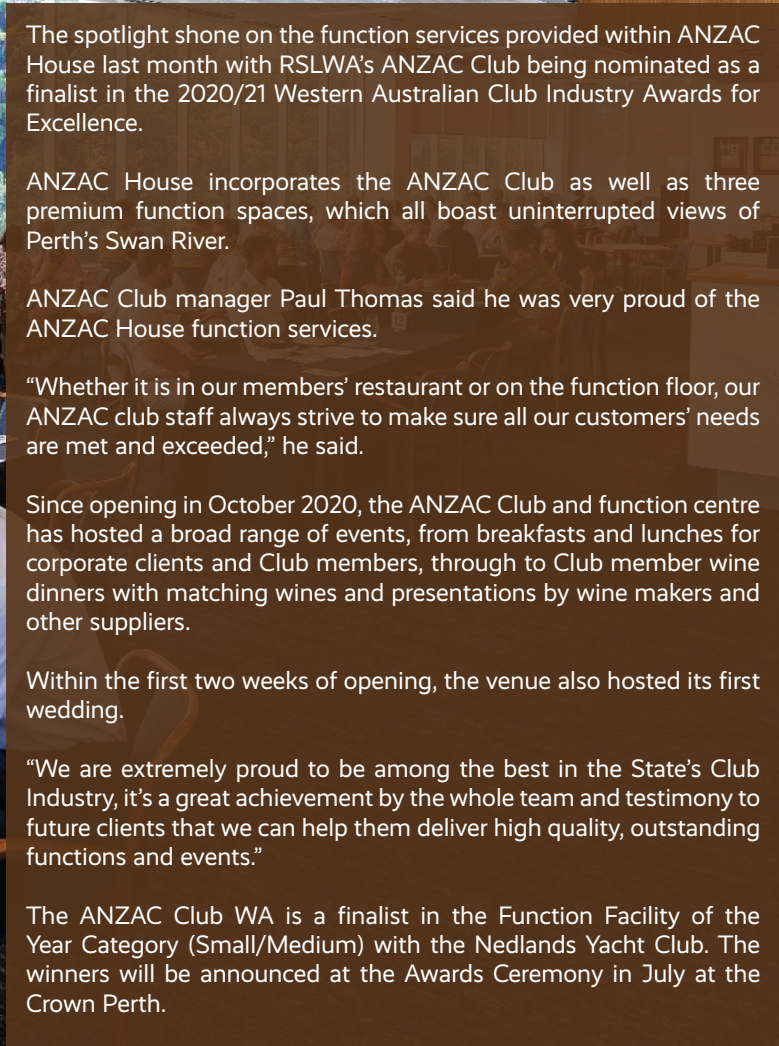 The spotlight shone on the function services provided within ANZAC
House last month with RSLWA's ANZAC Club being nominated as a
finalist in the 2020/21 Western Australian Club Industry Awards for
Excellence.
ANZAC House incorporates the ANZAC Club as well as three
premium function spaces, which all boast uninterrupted views of
Perth's Swan River.
ANZAC Club manager Paul Thomas said he was very proud of the
ANZAC House function services.
“Whether it is in our members’ restaurant or on the function floor, our
ANZAC club staff always strive to make sure all our customers’ needs
are met and exceeded,” he said.
Since opening in October 2020, the ANZAC Club and function centre
has hosted a broad range of events, from breakfasts and lunches for
corporate clients and Club members, through to Club member wine
dinners with matching wines and presentations by wine makers and
other suppliers.
Within the first two weeks of opening, the venue also hosted its first
wedding.
“We are extremely proud to be among the best in the State’s Club
Industry, it’s a great achievement by the whole team and testimony to
future clients that we can help them deliver high quality, outstanding
functions and events.”
The ANZAC Club WA is a finalist in the Function Facility of the
Year Category (Small/Medium) with the Nedlands Yacht Club. The
winners will be announced at the Awards Ceremony in July at the
Crown Perth.